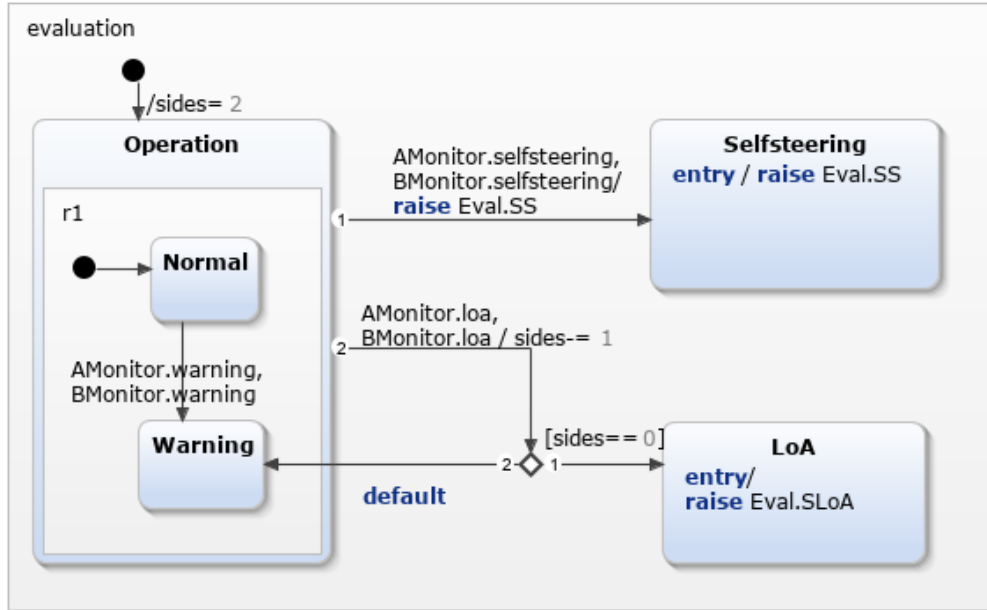 evaluation
/sides= 2
Operation
r1
Normal
AMonitor.warning,
BMonitor.warning
Warning
AMonitor.selfsteering,
BMonitor.selfsteering/
raise Eval.SS
1
Selfsteering
entry / raise Eval.SS
AMonitor.loa,
BMonitor.loa / sides-= 1
2
[sides== 0]
2
1
default
LoA
entry/
raise Eval.SLoA